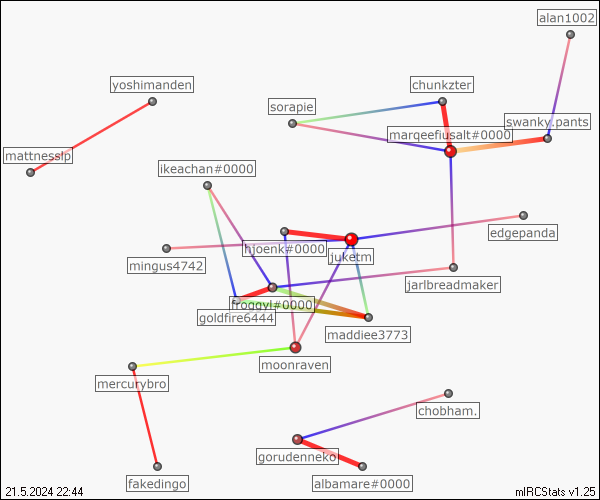 alan1002
yoshimanden
chunkzter
sorapie
swanky.pants
marqeefiusalt#0000
mattnesslp
ikeachan#0000
edgepanda
hjoenk#0000
juketm
mingus4742
jarlbreadmaker
froggyl#0000
goldfire6444
maddiee3773
moonraven
mercurybro
chobham.
gorudenneko
fakedingo
albamare#0000
21.5.2024 22:44
mIRCStats v1.25